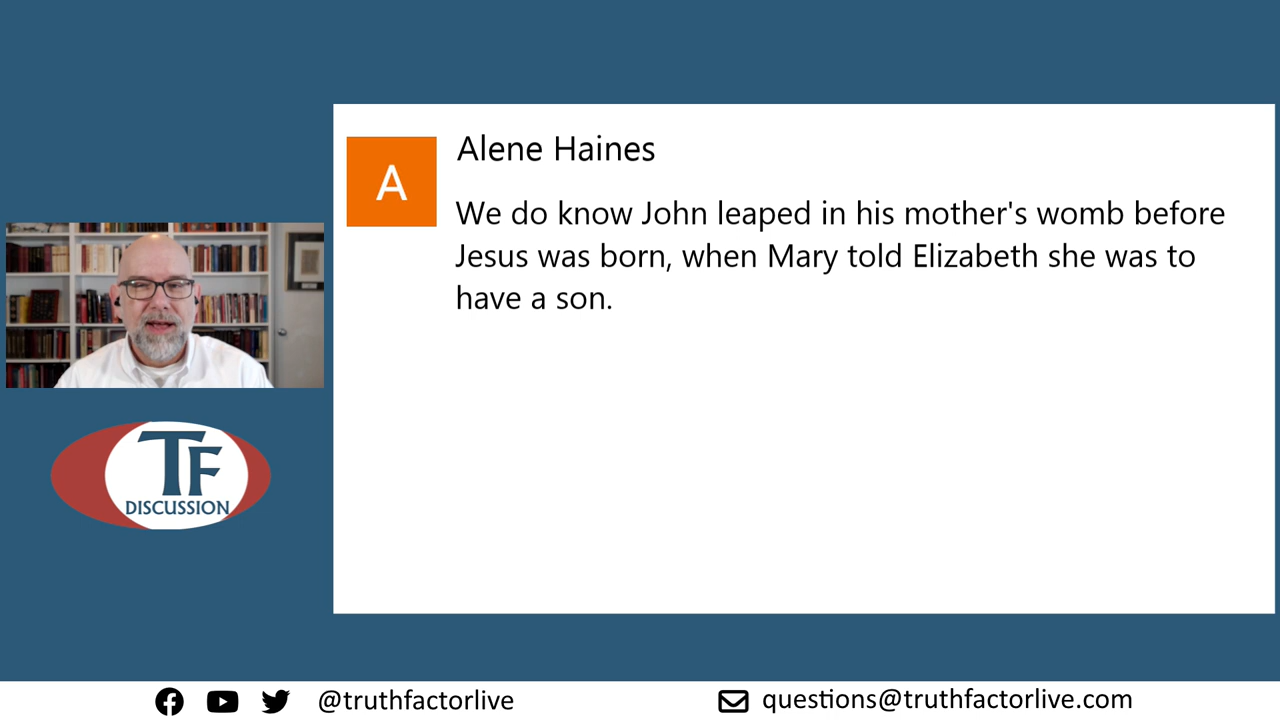 A
Alene Haines
We do know John leaped in his mother's womb before
Jesus was born, when Mary told Elizabeth she was to
have a son.
TF
DISCUSSION
@truthfactorlive
questions@truthfactorlive.com